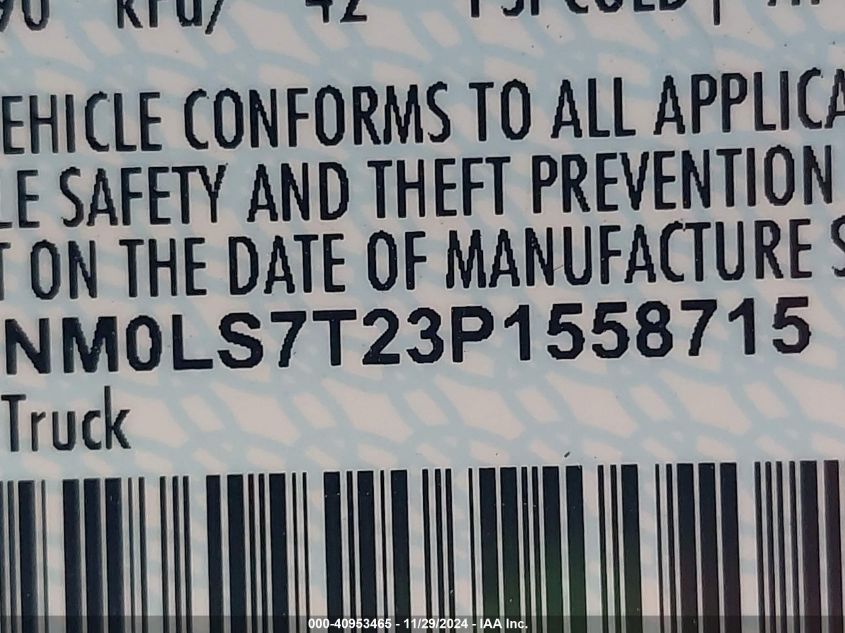 EHICLE CONFORMS TO ALL APPLICA
LE SAFETY AND THEFT PREVENTION
T ON THE DATE OF MANUFACTURE S
NM0LS7T23P1558715
Truck
000-40953465 - 11/29/2024 - IAA Inc.